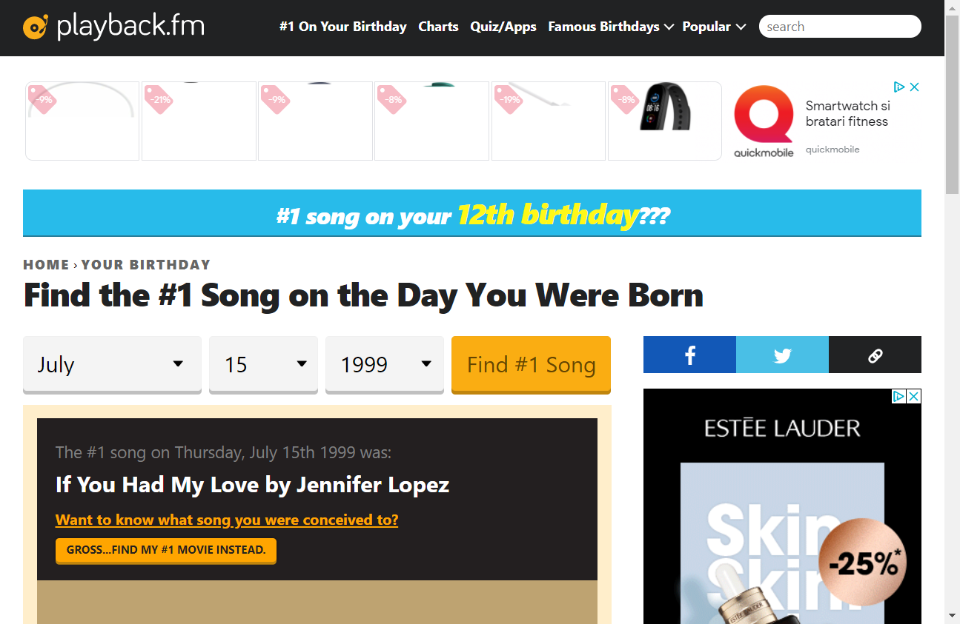 playback.fm
#1 On Your Birthday Charts Quiz/Apps Famous Birthdays Popular search
-9% -21% -9% -8% -19% -8%
Smartwatch si
bratari fitness
quickmobile quickmobile
#1 song on your 12th birthday???
HOME › YOUR BIRTHDAY
Find the #1 Song on the Day You Were Born
July 15 1999 Find #1 Song
The #1 song on Thursday, July 15th 1999 was:
If You Had My Love by Jennifer Lopez
Want to know what song you were conceived to?
GROSS...FIND MY #1 MOVIE INSTEAD.
ESTĒE LAUDER
Skin
Skin
-25%*